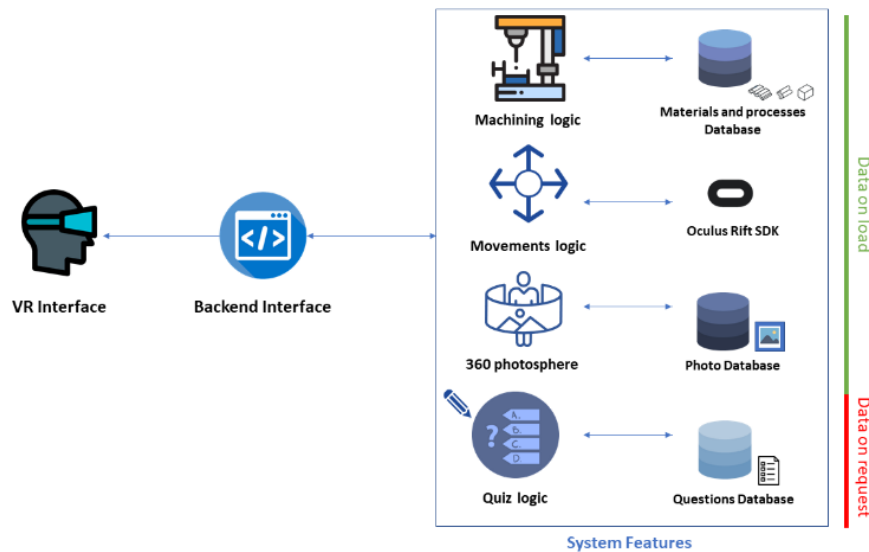 Machining logic
Materials and processes
Database
Movements logic
Oculus Rift SDK
VR Interface
Backend Interface
</>
360 photosphere
Photo Database
?
A.
B.
C.
D.
Quiz logic
Questions Database
System Features
Data on load
Data on request